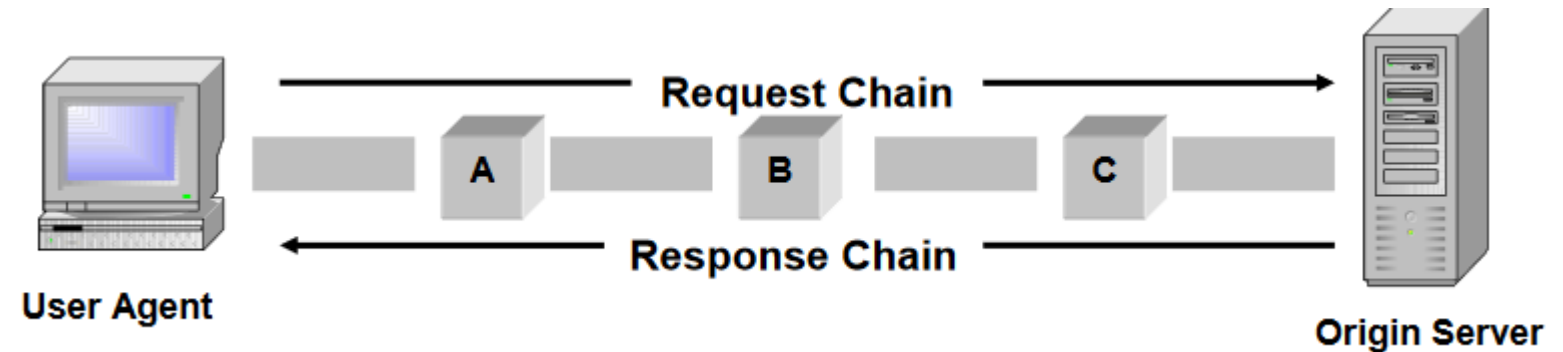 Request Chain
A
B
C
Response Chain
User Agent
Origin Server